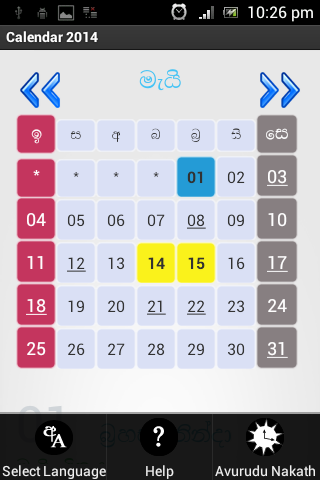 10:26 pm
Calendar 2014
මැයි
ඉ ස අ බ බ්‍ර සි සෙ
* * * * 01 02 03
04 05 06 07 08 09 10
11 12 13 14 15 16 17
18 19 20 21 22 23 24
25 26 27 28 29 30 31
01
අ A ?
Select Language Help Avurudu Nakath